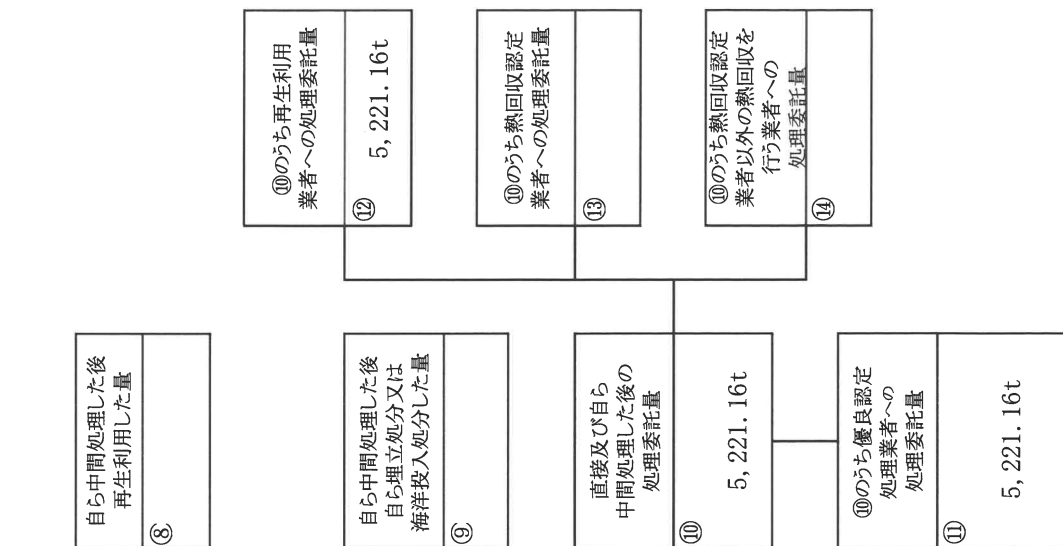 自ら中間処理した後
再生利用した量
⑧
自ら中間処理した後
自ら埋立処分又は
海洋投入処分した量
⑨
直接及び自ら
中間処理した後の
処理委託量
⑩
5,221.16t
⑩のうち優良認定
処理業者への
処理委託量
⑪
5,221.16t
⑩のうち再生利用
業者への処理委託量
⑫
5,221.16t
⑩のうち熱回収認定
業者への処理委託量
⑬
⑩のうち熱回収認定
業者以外の熱回収を
行う業者への
処理委託量
⑭